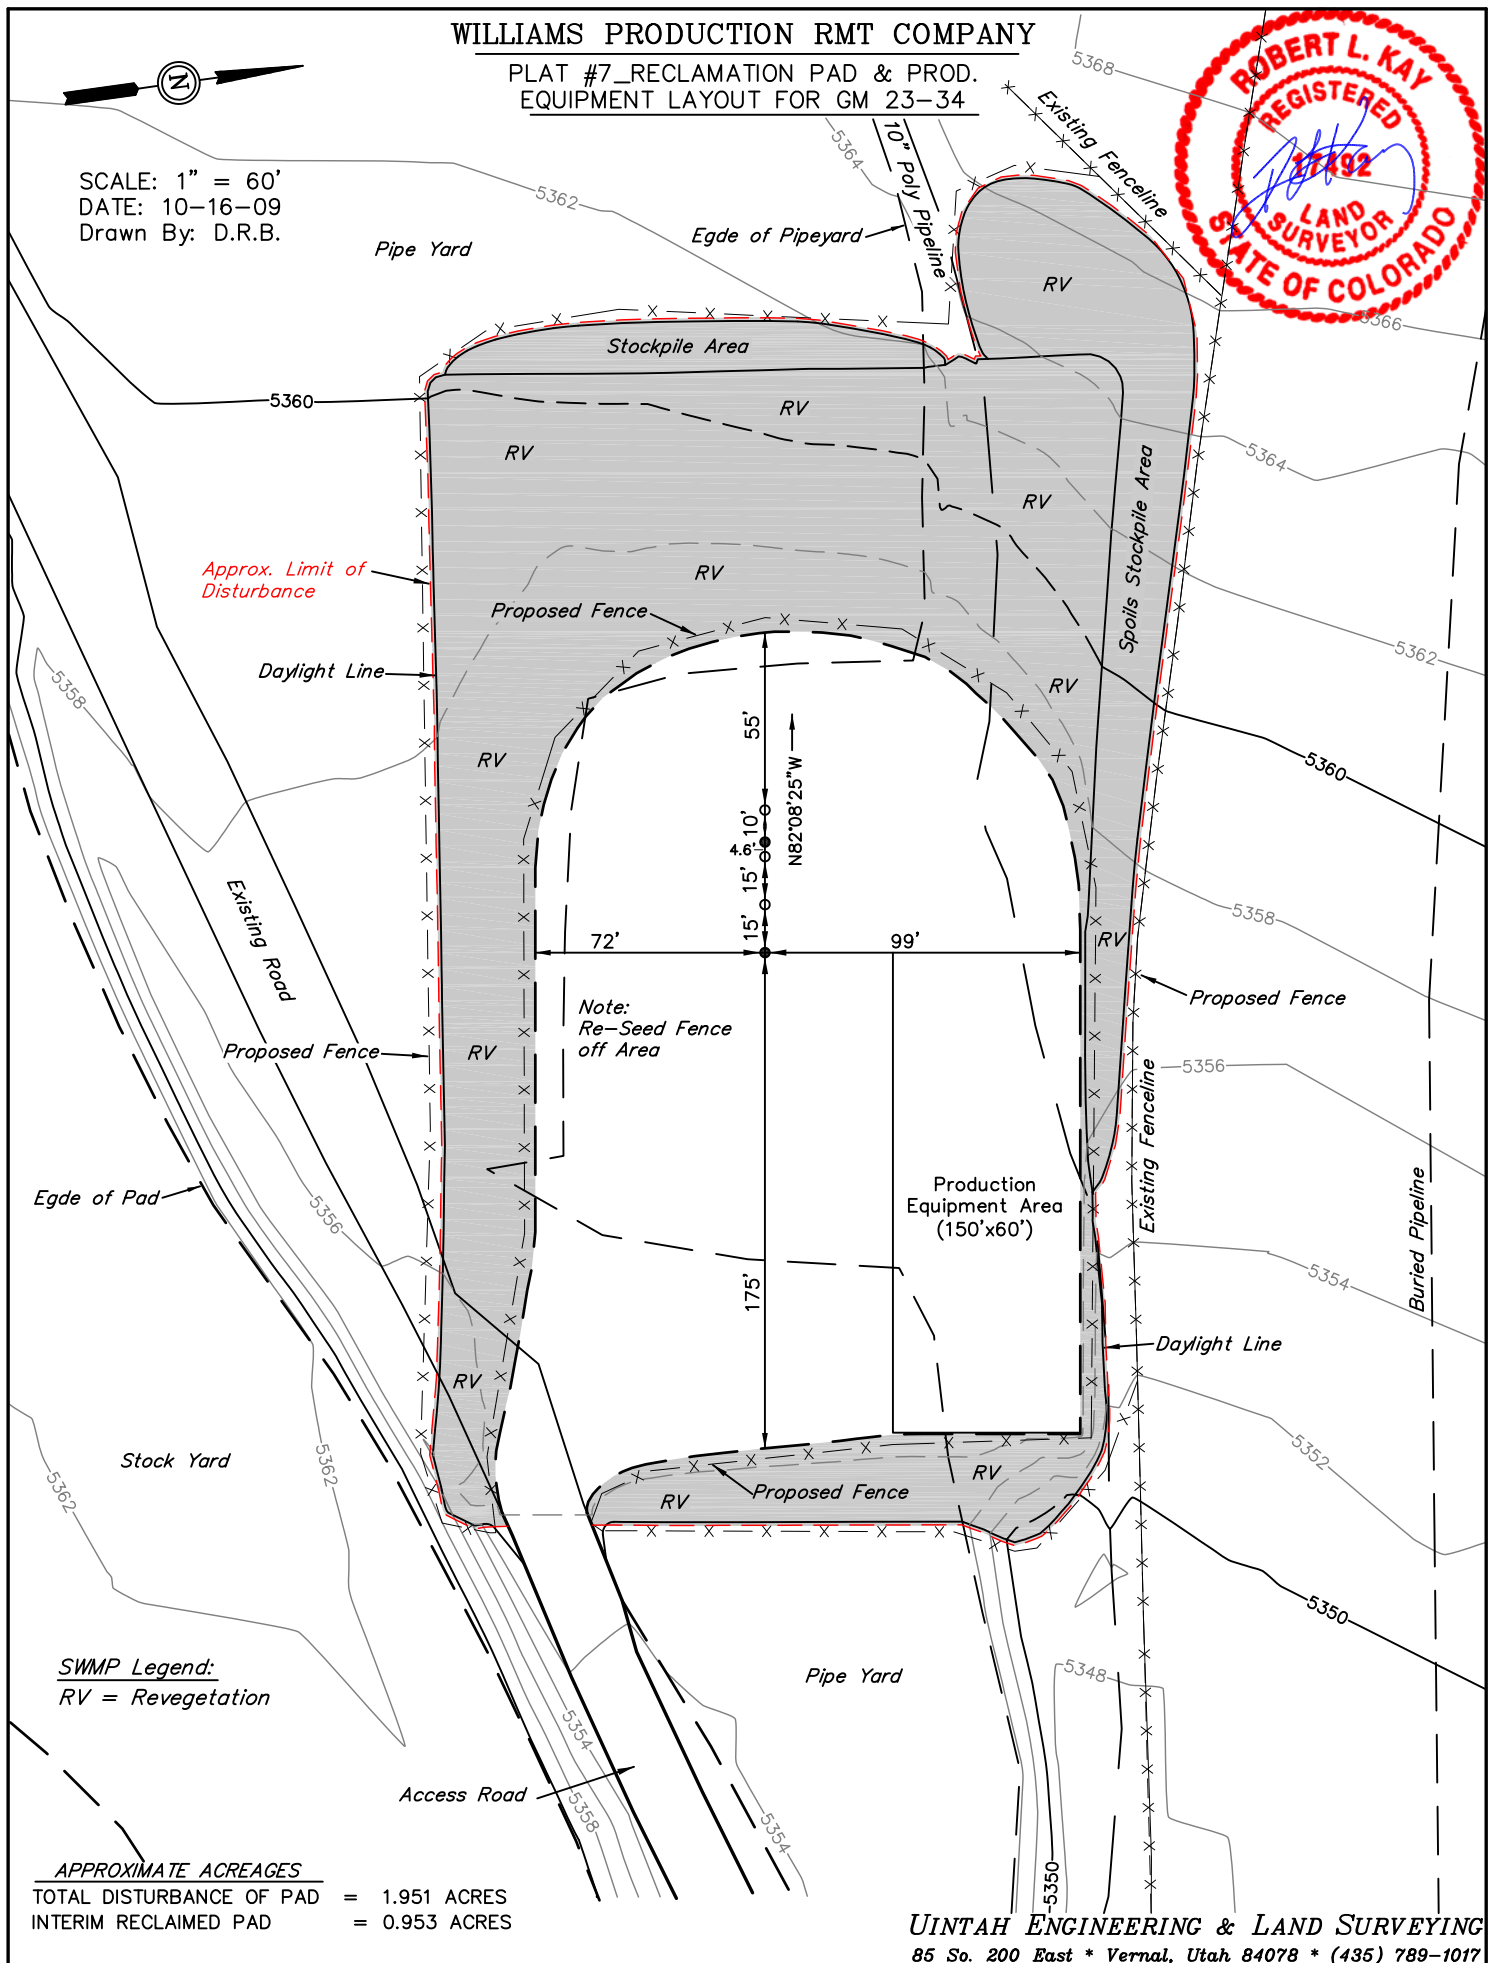 WILLIAMS PRODUCTION RMT COMPANY
PLAT #7_RECLAMATION PAD & PROD.
EQUIPMENT LAYOUT FOR GM 23-34
N
SCALE: 1" = 60'
DATE: 10-16-09
Drawn By: D.R.B.
ROBERT L. KAY
REGISTERED
17492
LAND
SURVEYOR
STATE OF COLORADO
5368
Existing Fenceline
10" Poly Pipeline
5364
5362
Pipe Yard
Egde of Pipeyard
RV
5366
Stockpile Area
5360
RV
RV
5364
RV
Spoils Stockpile Area
Approx. Limit of
Disturbance
RV
Proposed Fence
5362
Daylight Line
5358
RV
55'
N82°08'25"W
RV
5360
10'
4.6'
15'
15'
Existing Road
5358
72'
99'
RV
Note:
Re-Seed Fence
off Area
Proposed Fence
Proposed Fence
RV
5356
Existing Fenceline
Egde of Pad
5356
Production
Equipment Area
(150'x60')
Buried Pipeline
175'
5354
Daylight Line
RV
Stock Yard
5362
5362
5352
RV
Proposed Fence
RV
5350
SWMP Legend:
RV = Revegetation
Pipe Yard
5348
5354
Access Road
5358
5354
5350
APPROXIMATE ACREAGES
TOTAL DISTURBANCE OF PAD = 1.951 ACRES
INTERIM RECLAIMED PAD = 0.953 ACRES
UINTAH ENGINEERING & LAND SURVEYING
85 So. 200 East * Vernal, Utah 84078 * (435) 789-1017